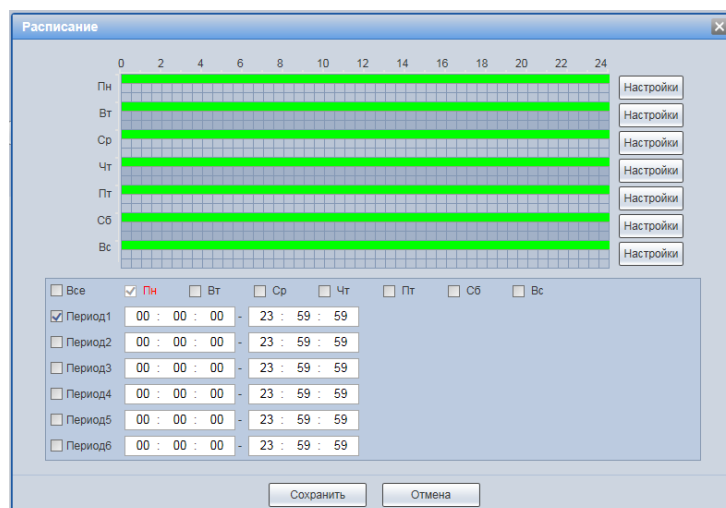 Расписание
0 2 4 6 8 10 12 14 16 18 20 22 24
Пн Настройки
Вт Настройки
Ср Настройки
Чт Настройки
Пт Настройки
Сб Настройки
Вс Настройки
Все Пн Вт Ср Чт Пт Сб Вс
Период1 00 : 00 : 00 - 23 : 59 : 59
Период2 00 : 00 : 00 - 23 : 59 : 59
Период3 00 : 00 : 00 - 23 : 59 : 59
Период4 00 : 00 : 00 - 23 : 59 : 59
Период5 00 : 00 : 00 - 23 : 59 : 59
Период6 00 : 00 : 00 - 23 : 59 : 59
Сохранить Отмена